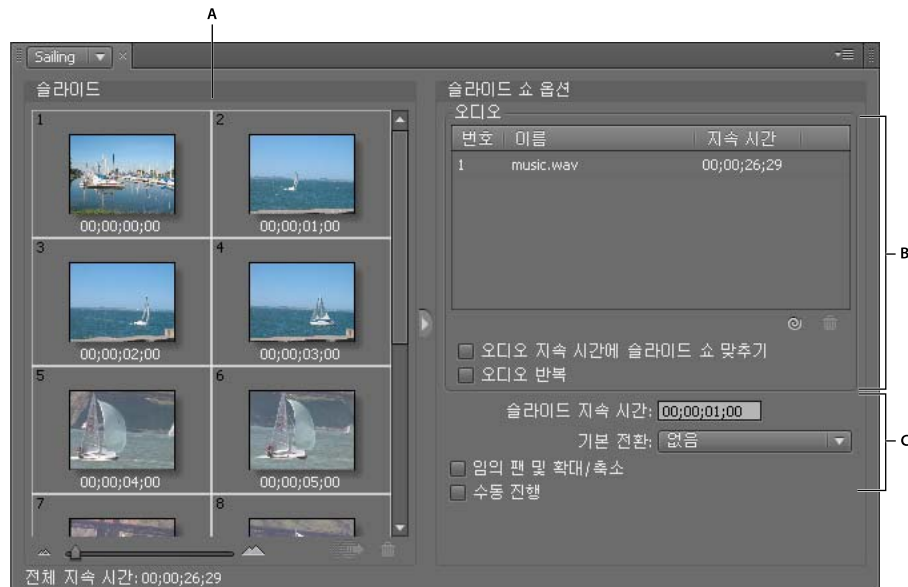 A
Sailing
슬라이드
1
2
00;00;00;00
00;00;01;00
3
4
00;00;02;00
00;00;03;00
5
6
00;00;04;00
00;00;05;00
7
8
전체 지속 시간: 00;00;26;29
슬라이드 쇼 옵션
오디오
번호 이름 지속 시간
1 music.wav 00;00;26;29
오디오 지속 시간에 슬라이드 쇼 맞추기
오디오 반복
B
슬라이드 지속 시간: 00;00;01;00
기본 전환: 없음
임의 팬 및 확대/축소
수동 진행
C